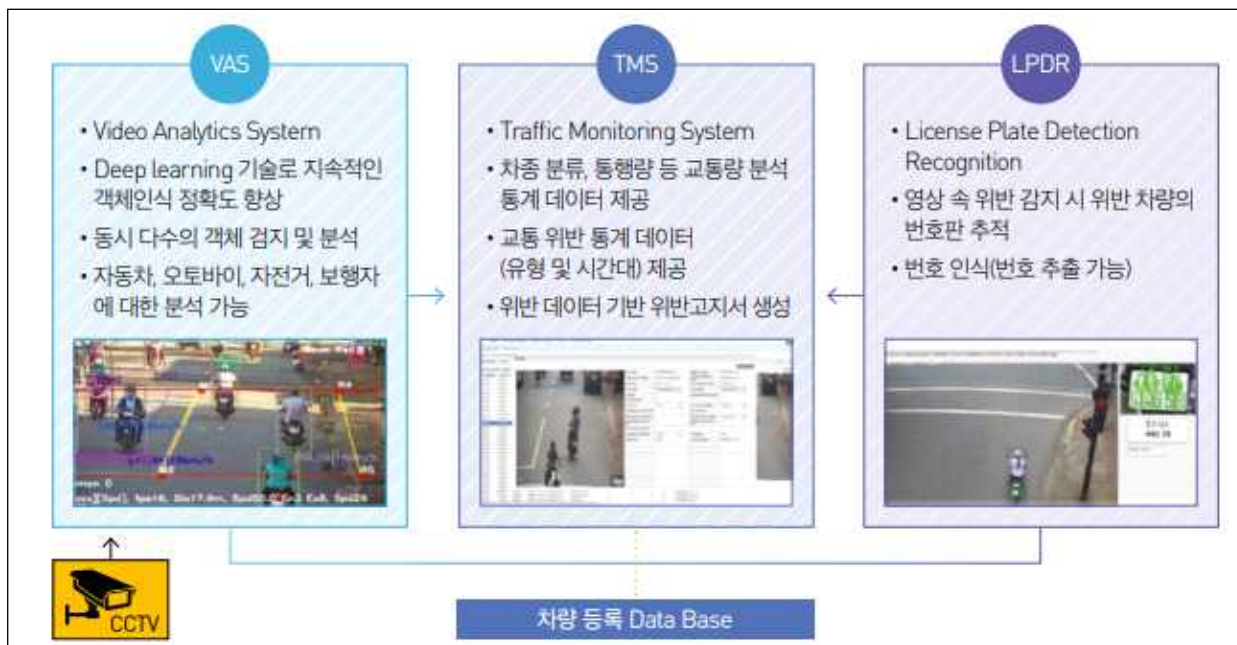 VAS
• Video Analytics System
• Deep learning 기술로 지속적인
객체인식 정확도 향상
• 동시 다수의 객체 검지 및 분석
• 자동차, 오토바이, 자전거, 보행자
에 대한 분석 가능
TMS
• Traffic Monitoring System
• 차종 분류, 통행량 등 교통량 분석
통계 데이터 제공
• 교통 위반 통계 데이터
(유형 및 시간대) 제공
• 위반 데이터 기반 위반고지서 생성
LPDR
• License Plate Detection
Recognition
• 영상 속 위반 감지 시 위반 차량의
번호판 추적
• 번호 인식(번호 추출 가능)
CCTV
차량 등록 Data Base